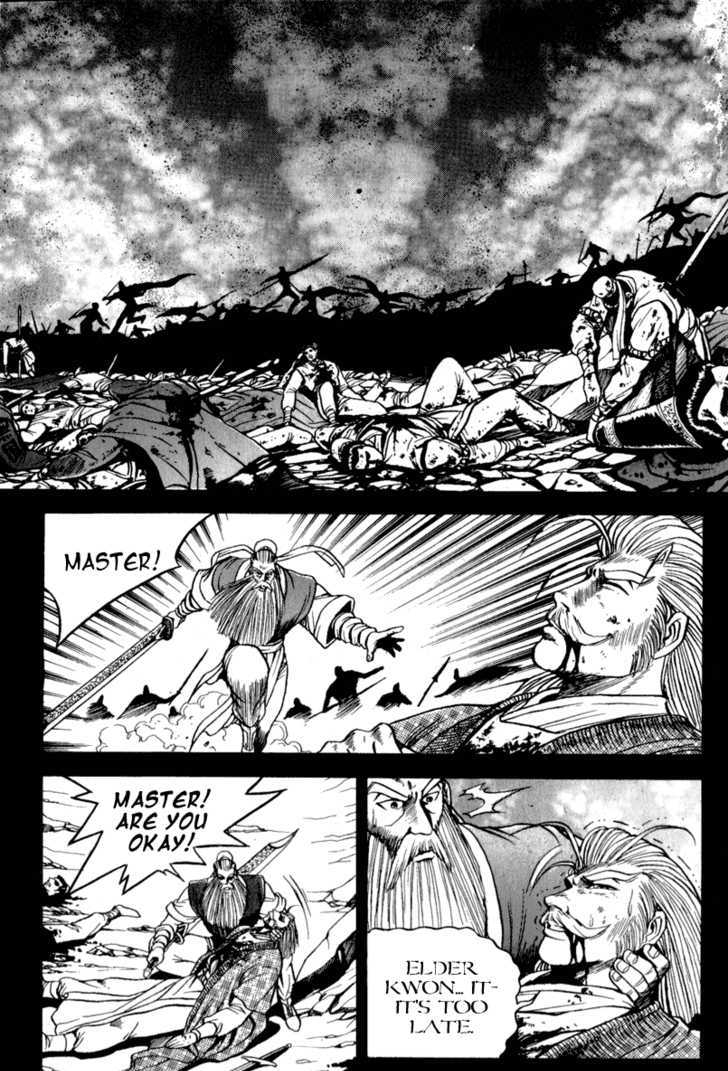 MASTER!
MASTER!
ARE YOU
OKAY!
ELDER
KWON... IT-
IT'S TOO
LATE.